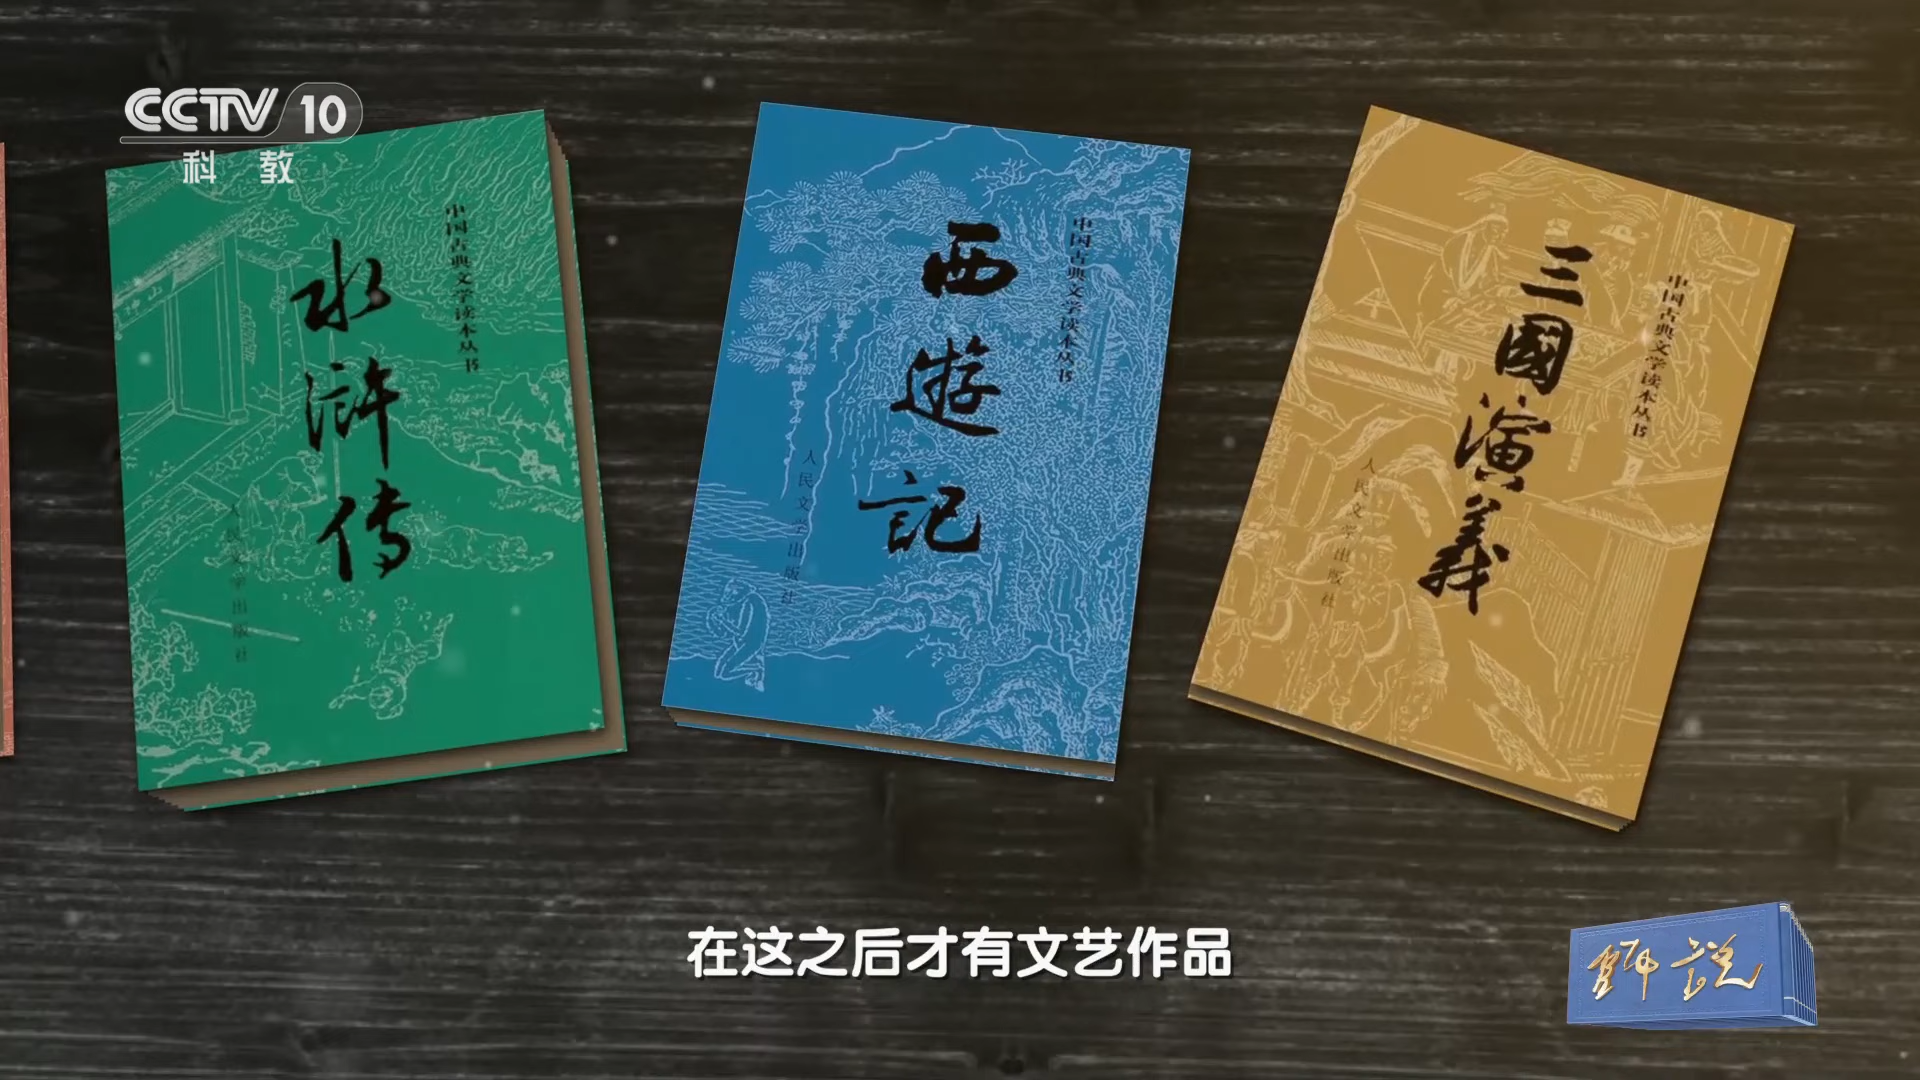 CCTV 10
科教
水浒传
中国古典文学读本丛书
人民文学出版社
西遊記
中国古典文学读本丛书
人民文学出版社
三國演義
中国古典文学读本丛书
人民文学出版社
在这之后才有文艺作品
師說